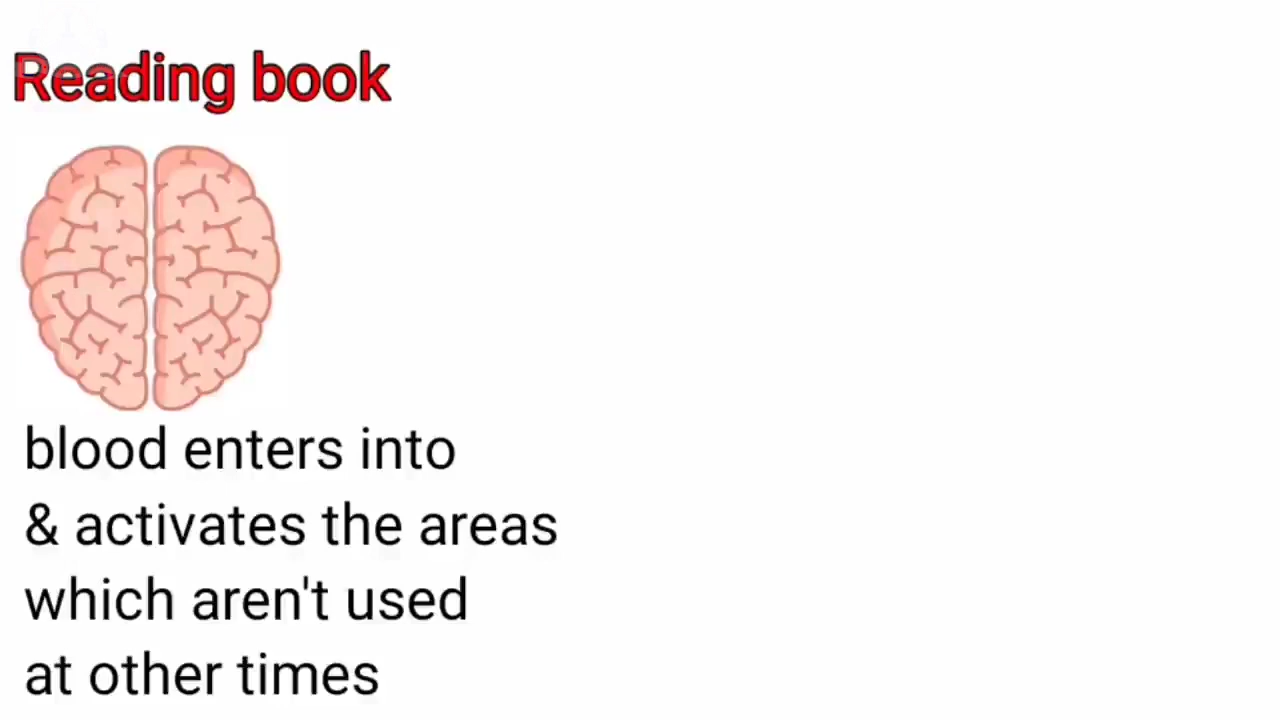 Reading book
blood enters into
& activates the areas
which aren't used
at other times